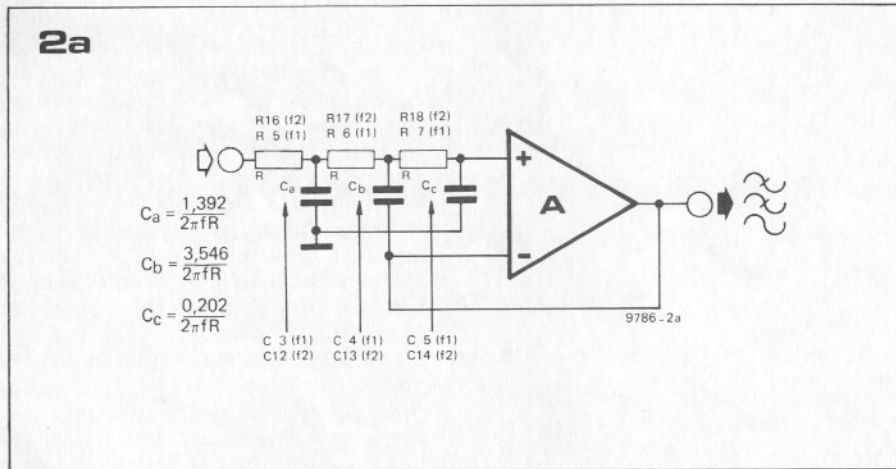 2a
R16 (f2) R17 (f2) R18 (f2)
R 5 (f1) R 6 (f1) R 7 (f1)
R R R
Ca Cb Cc
+
A
-
Ca = 1,392 / 2πfR
Cb = 3,546 / 2πfR
Cc = 0,202 / 2πfR
9786-2a
C 3 (f1) C 4 (f1) C 5 (f1)
C12 (f2) C13 (f2) C14 (f2)